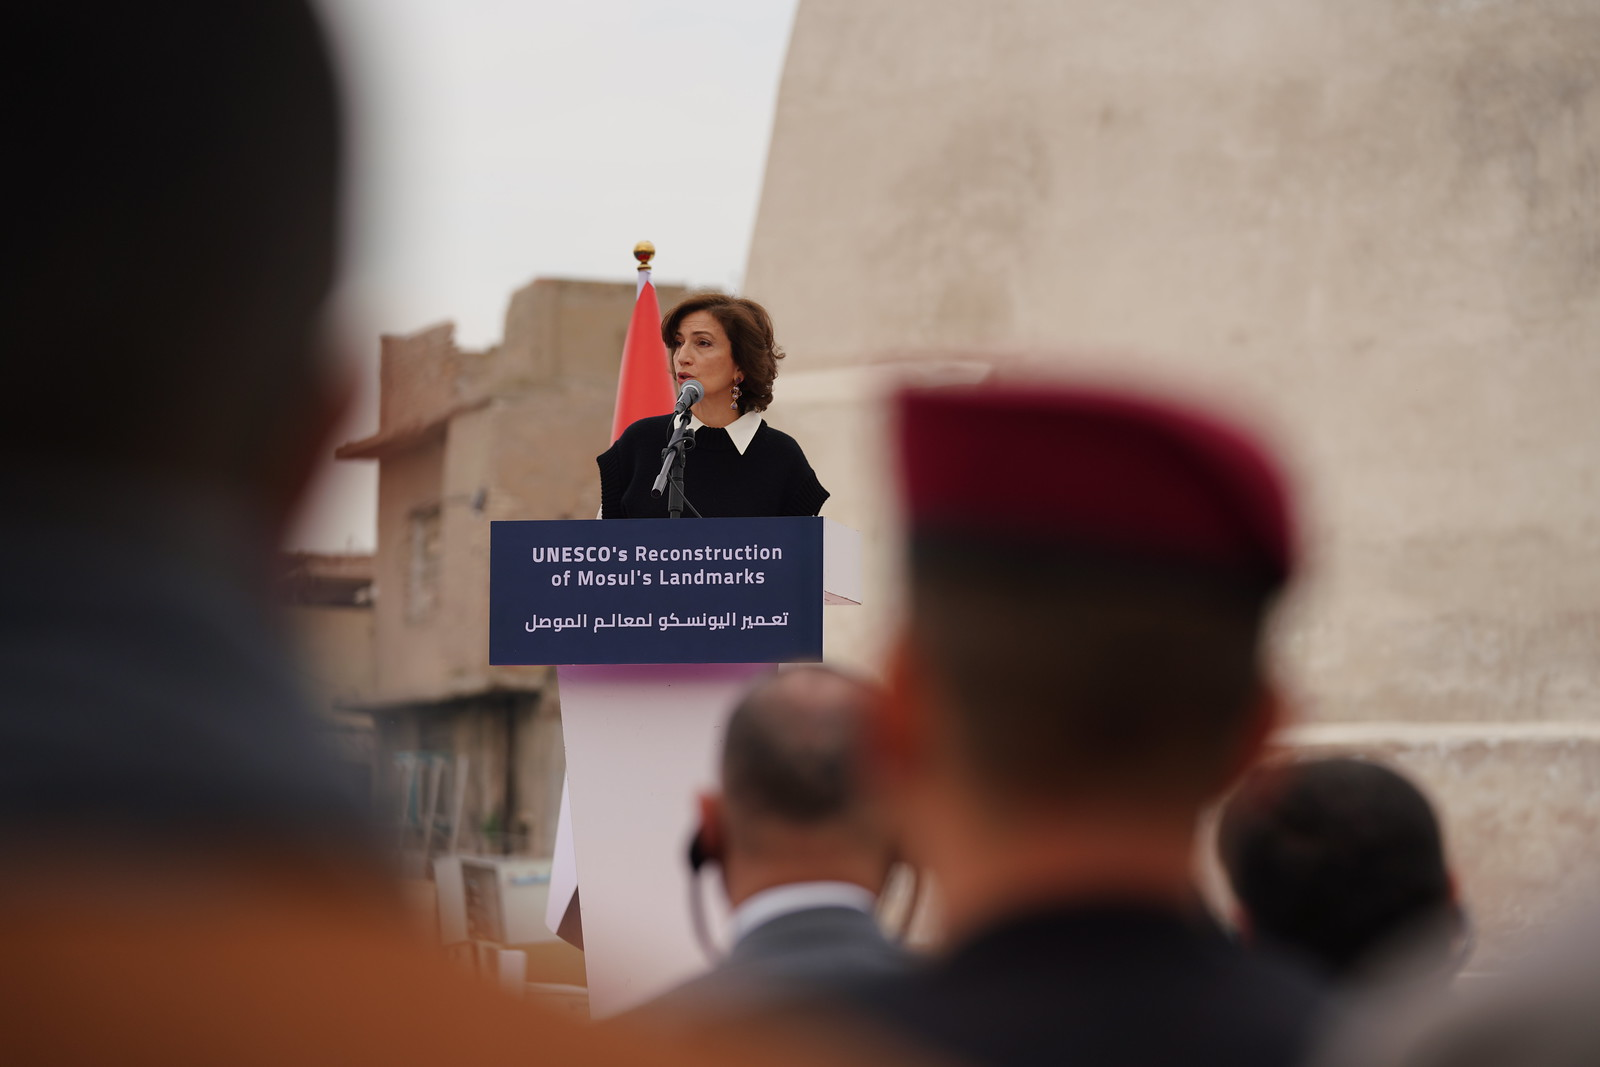 UNESCO's Reconstruction
of Mosul's Landmarks
تعمير اليونسكو لمعالم الموصل